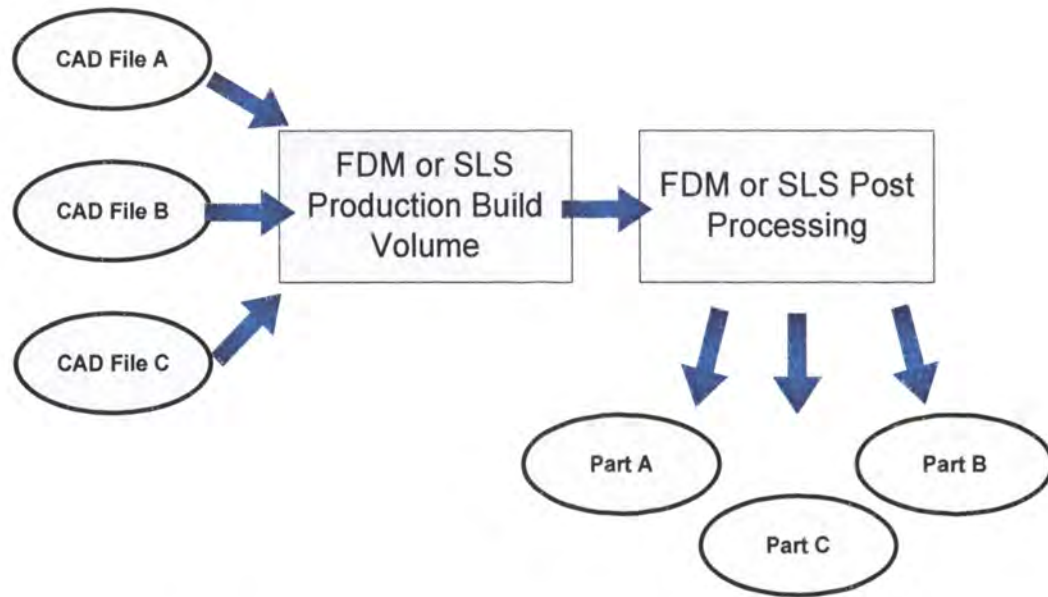 CAD File A
CAD File B
CAD File C
FDM or SLS
Production Build
Volume
FDM or SLS Post
Processing
Part A
Part B
Part C